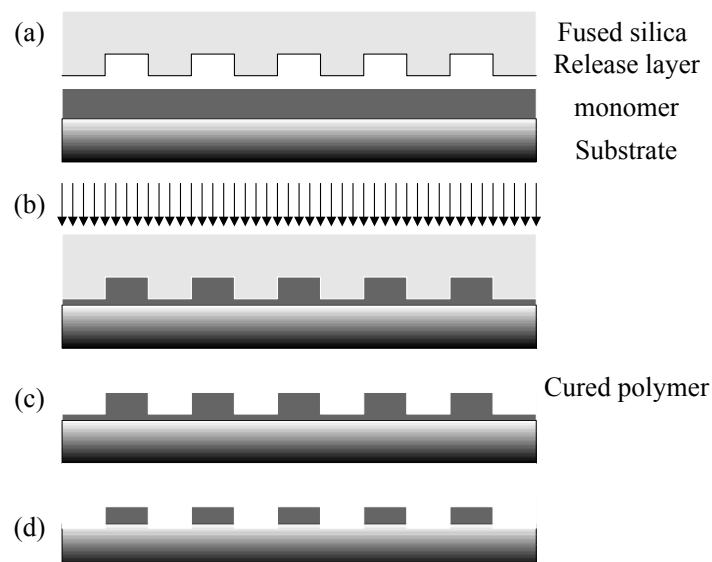 (a)
Fused silica
Release layer
monomer
Substrate
(b)
(c)
Cured polymer
(d)